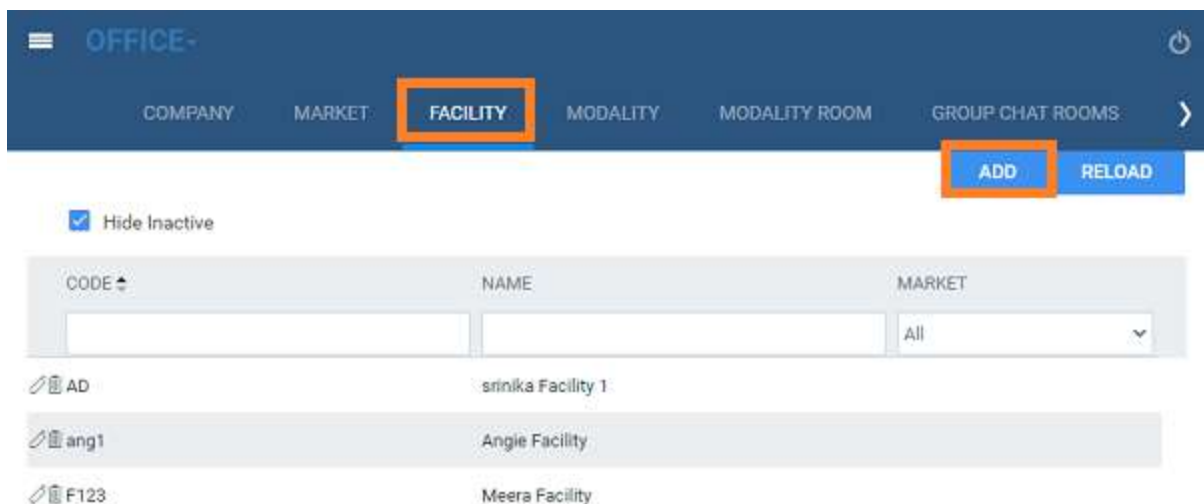 OFFICE-
COMPANY MARKET FACILITY MODALITY MODALITY ROOM GROUP CHAT ROOMS
ADD RELOAD
Hide Inactive
CODE NAME MARKET
All
AD srinika Facility 1
ang1 Angie Facility
F123 Meera Facility